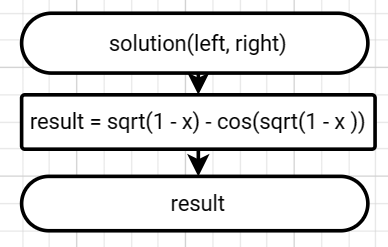 solution(left, right)
result = sqrt(1 - x) - cos(sqrt(1 - x ))
result